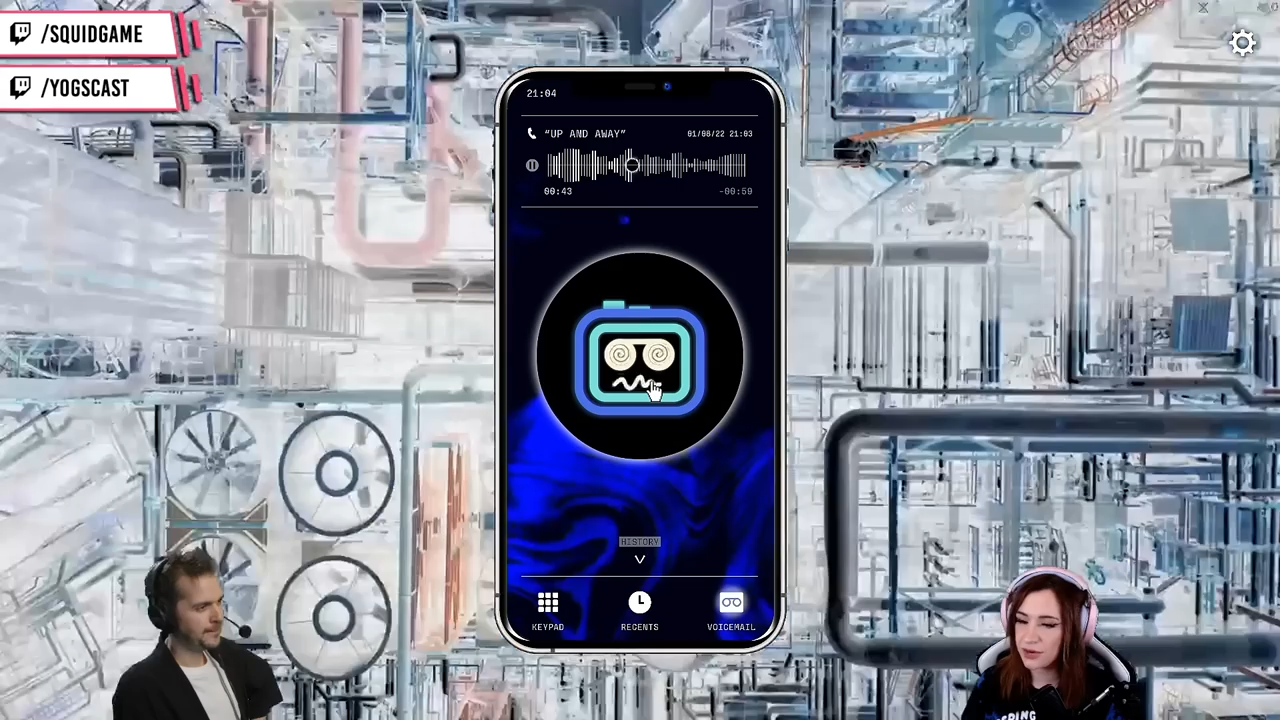 /SQUIDGAME
/YOGSCAST
21:04
"UP AND AWAY"
01/08/22 21:03
00:43
-00:59
HISTORY
KEYPAD
RECENTS
VOICEMAIL